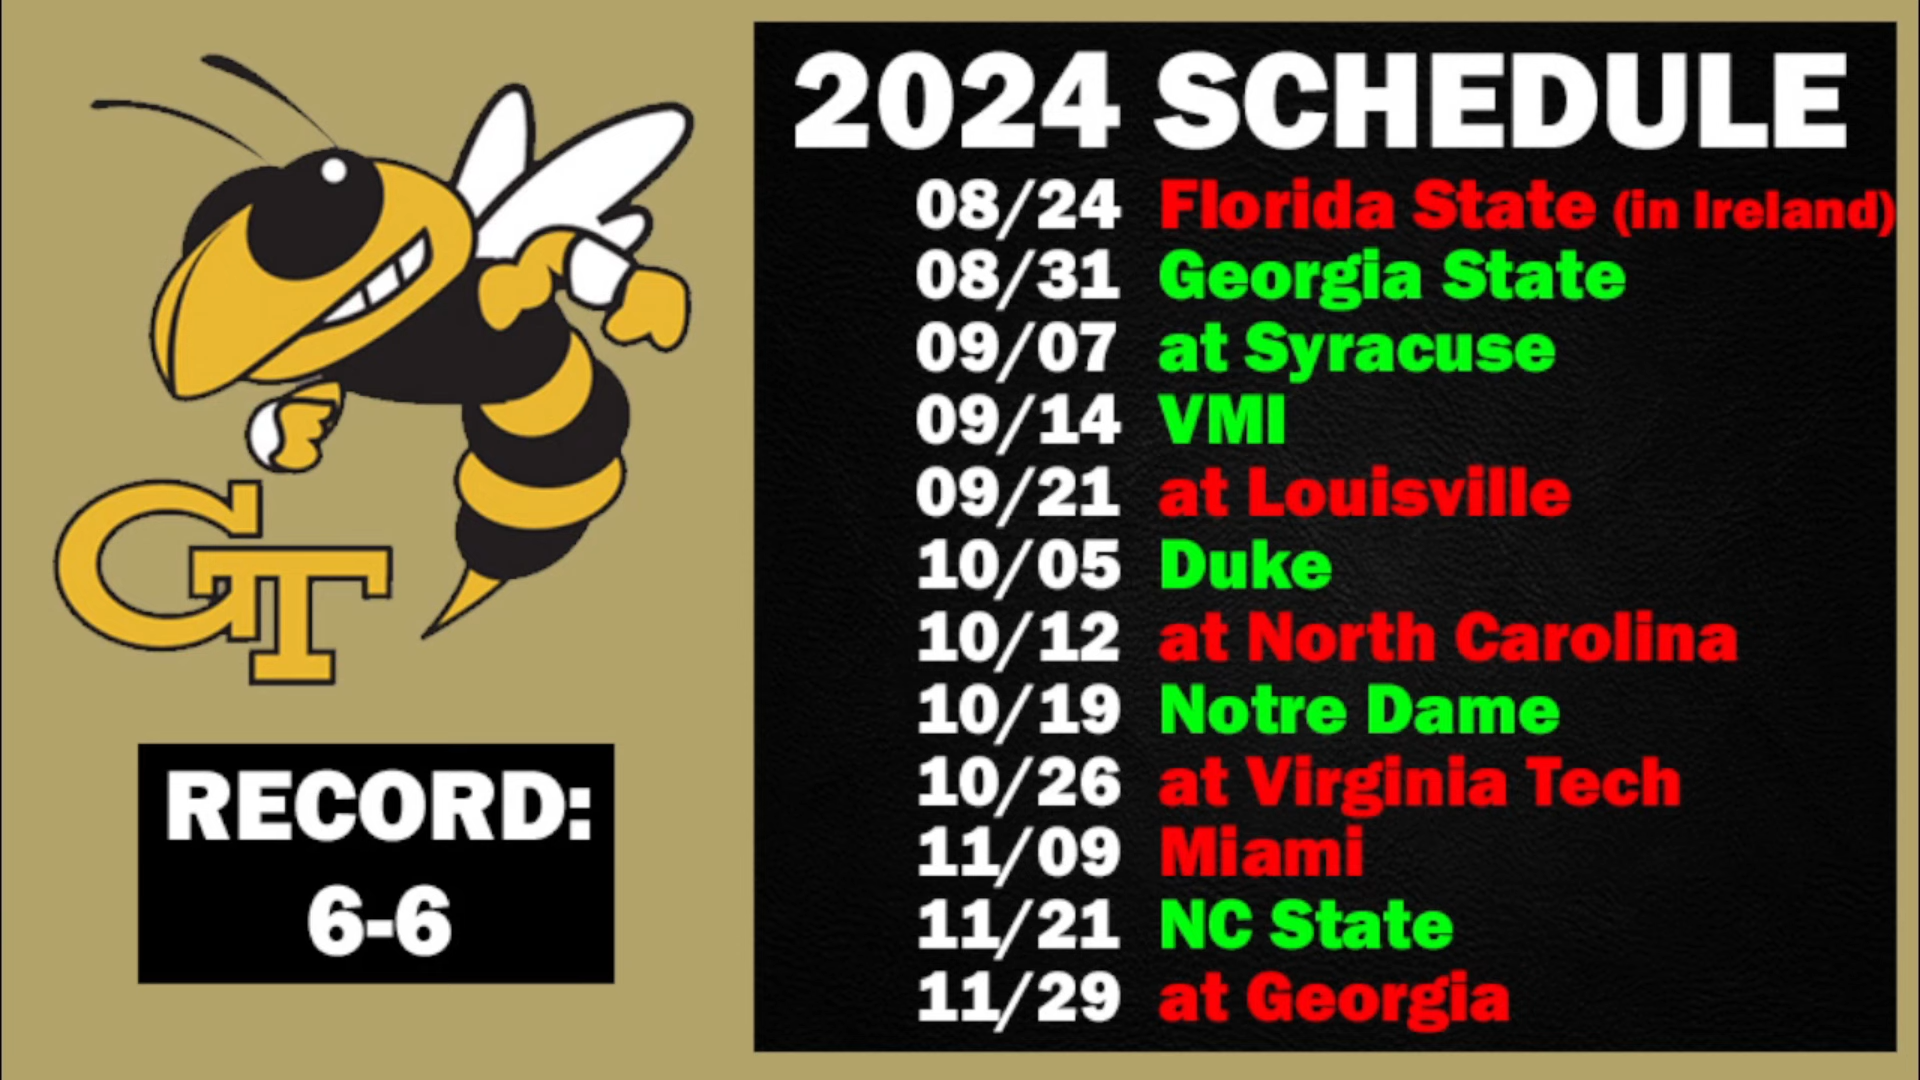 2024 SCHEDULE
08/24 Florida State (in Ireland)
08/31 Georgia State
09/07 at Syracuse
09/14 VMI
09/21 at Louisville
10/05 Duke
10/12 at North Carolina
10/19 Notre Dame
10/26 at Virginia Tech
11/09 Miami
11/21 NC State
11/29 at Georgia
GT
RECORD:
6-6